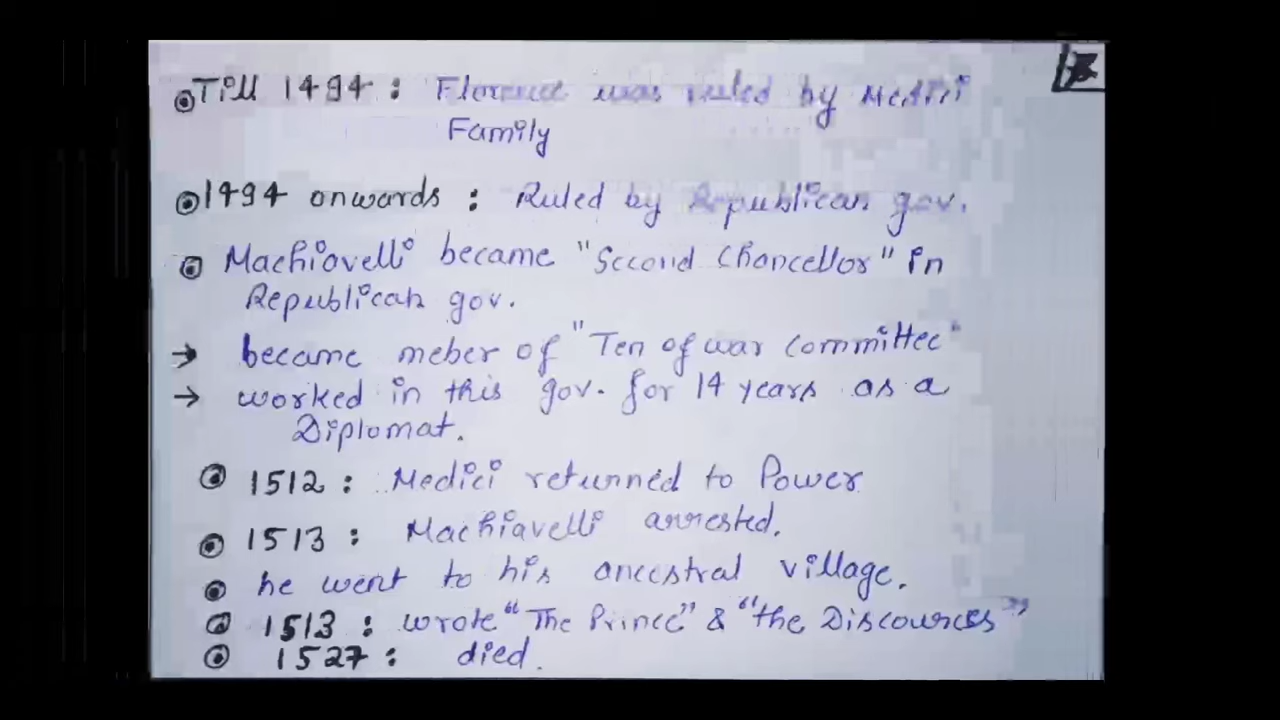 Till 1494 : Florence was ruled by Medici
Family
1494 onwards : Ruled by Republican gov.
Machiavelli became "Second Chancellor" in
Republican gov.
→ became meber of "Ten of war Committee"
→ worked in this gov. for 14 years as a
Diplomat.
1512 : Medici returned to Power
1513 : Machiavelli arrested.
he went to his ancestral village.
1513 : wrote "The Prince" & "the Discources"
1527 : died.